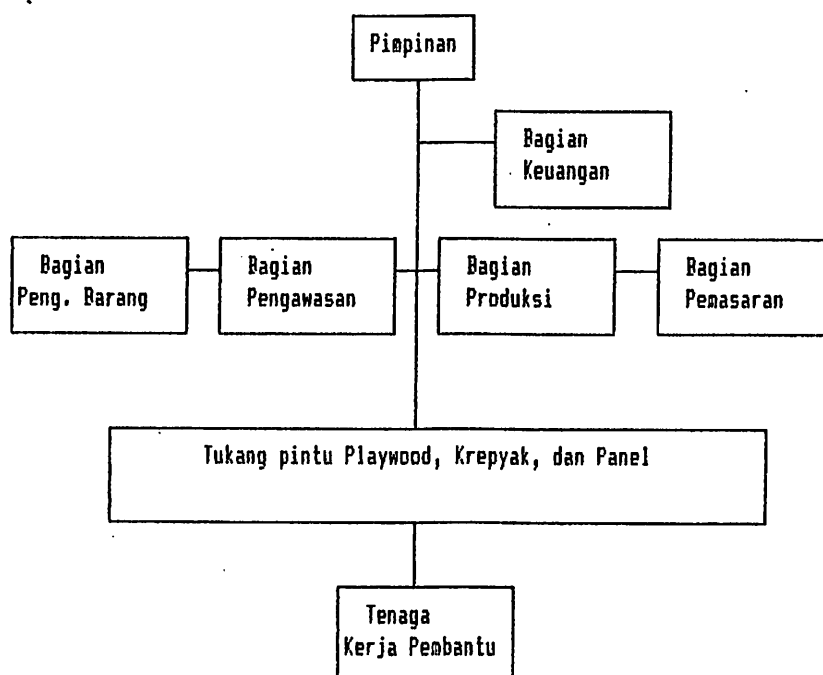 Pimpinan
Bagian
Keuangan
Bagian
Peng. Barang
Bagian
Pengawasan
Bagian
Produksi
Bagian
Pemasaran
Tukang pintu Playwood, Krepyak, dan Panel
Tenaga
Kerja Pembantu